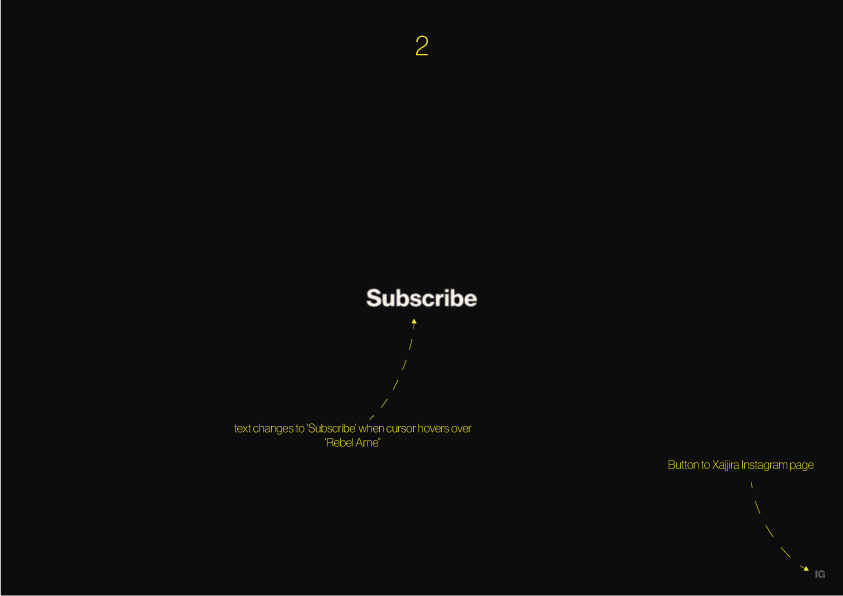 2
Subscribe
text changes to 'Subscribe' when cursor hovers over
'Rebel Ame"
Button to Xajjira Instagram page
IG